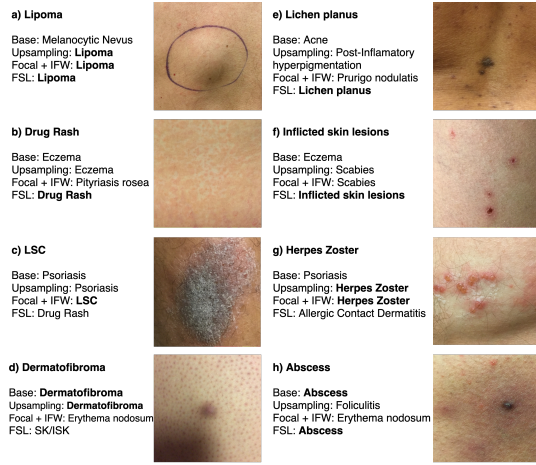 a) Lipoma
Base: Melanocytic Nevus
Upsampling: Lipoma
Focal + IFW: Lipoma
FSL: Lipoma
b) Drug Rash
Base: Eczema
Upsampling: Eczema
Focal + IFW: Pityriasis rosea
FSL: Drug Rash
c) LSC
Base: Psoriasis
Upsampling: Psoriasis
Focal + IFW: LSC
FSL: Drug Rash
d) Dermatofibroma
Base: Dermatofibroma
Upsampling: Dermatofibroma
Focal + IFW: Erythema nodosum
FSL: SK/ISK
e) Lichen planus
Base: Acne
Upsampling: Post-Inflamatory
hyperpigmentation
Focal + IFW: Prurigo nodulatis
FSL: Lichen planus
f) Inflicted skin lesions
Base: Eczema
Upsampling: Scabies
Focal + IFW: Scabies
FSL: Inflicted skin lesions
g) Herpes Zoster
Base: Psoriasis
Upsampling: Herpes Zoster
Focal + IFW: Herpes Zoster
FSL: Allergic Contact Dermatitis
h) Abscess
Base: Abscess
Upsampling: Foliculitis
Focal + IFW: Erythema nodosum
FSL: Abscess